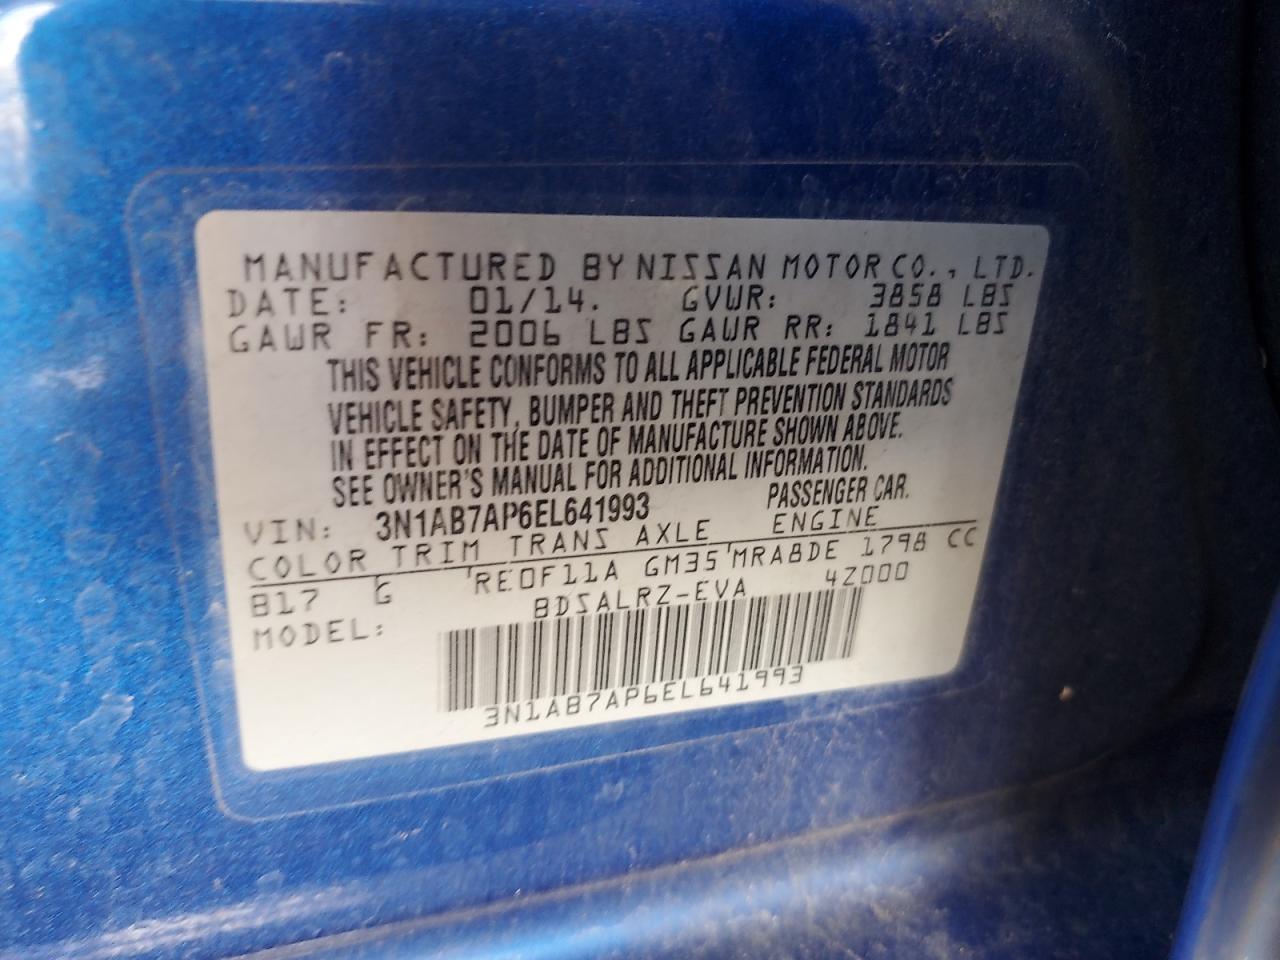 MANUFACTURED BY NISSAN MOTOR CO., LTD.
DATE: 01/14. GVWR: 3858 LBS
GAWR FR: 2006 LBS GAWR RR: 1841 LBS
THIS VEHICLE CONFORMS TO ALL APPLICABLE FEDERAL MOTOR
VEHICLE SAFETY, BUMPER AND THEFT PREVENTION STANDARDS
IN EFFECT ON THE DATE OF MANUFACTURE SHOWN ABOVE.
SEE OWNER'S MANUAL FOR ADDITIONAL INFORMATION.
VIN: 3N1AB7AP6EL641993 PASSENGER CAR.
COLOR TRIM TRANS AXLE ENGINE
B17 G 'RE0F11A GM35'MRA8DE 1798 CC
MODEL: BDSALRZ-EVA 4Z000
3N1AB7AP6EL641993